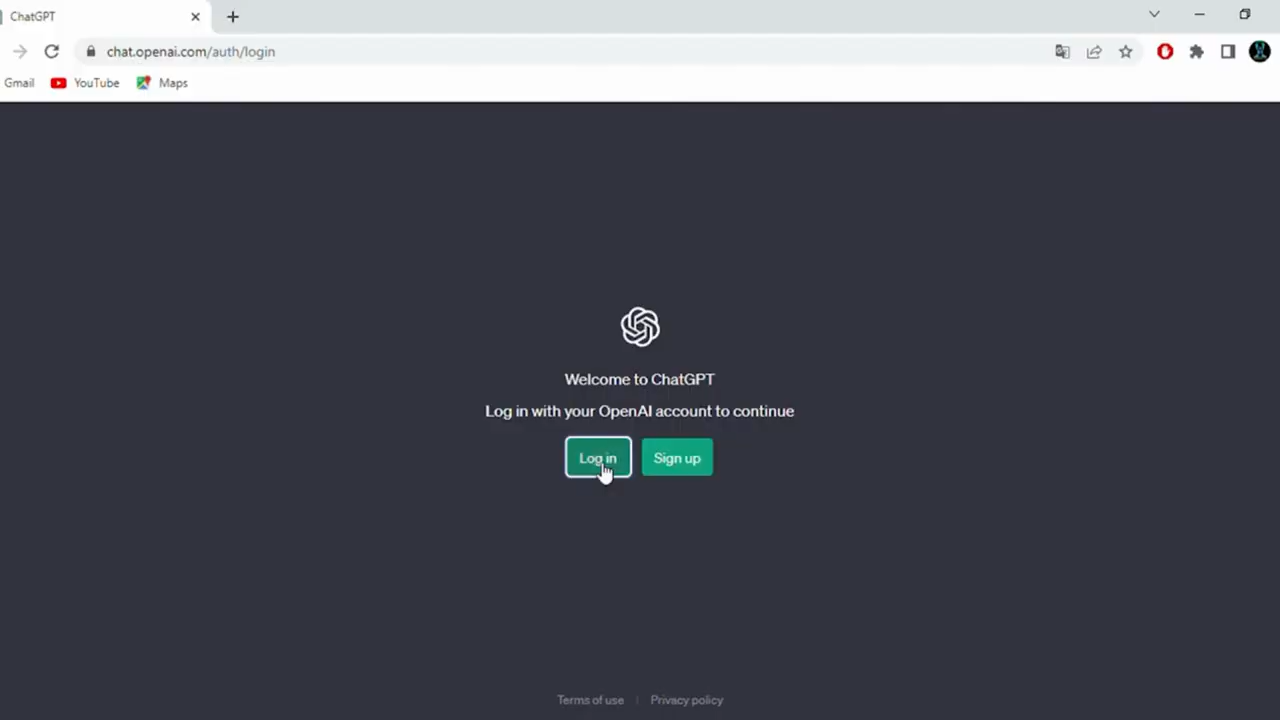 ChatGPT
chat.openai.com/auth/login
Gmail YouTube Maps
Welcome to ChatGPT
Log in with your OpenAI account to continue
Log in Sign up
Terms of use | Privacy policy